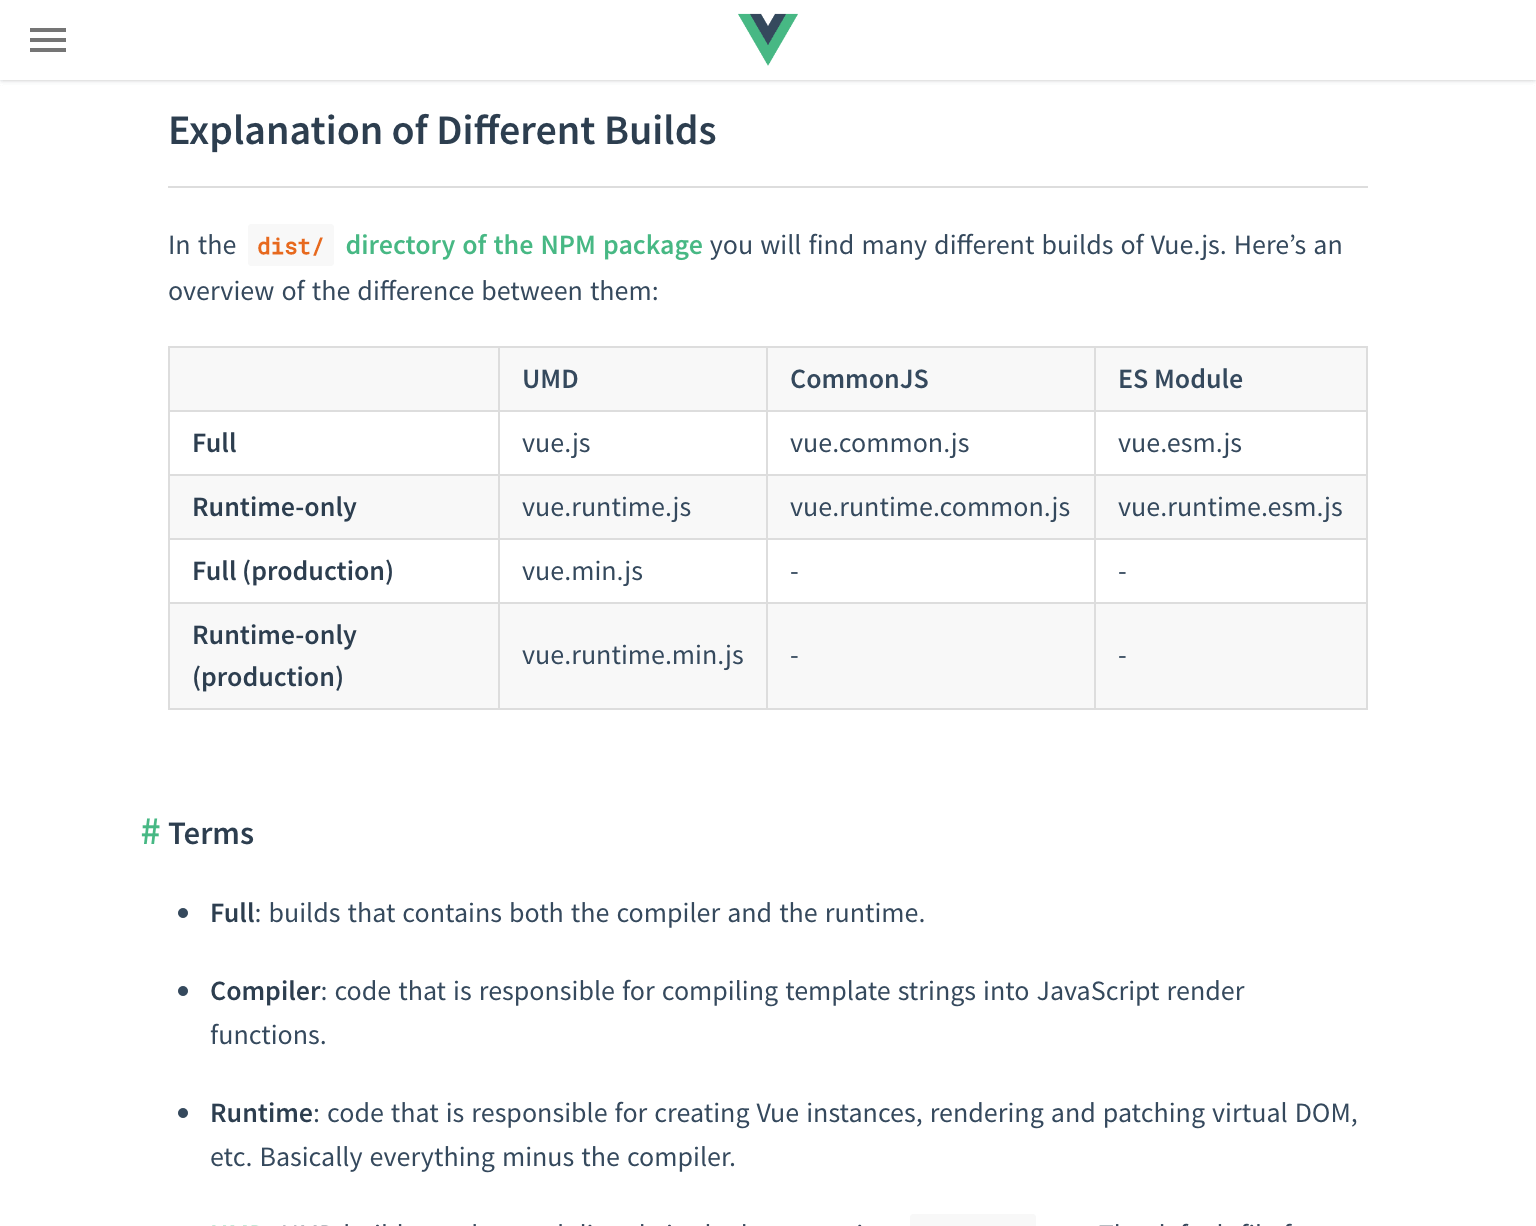 Explanation of Different Builds
In the dist/ directory of the NPM package you will find many different builds of Vue.js. Here’s an
overview of the difference between them:
UMD CommonJS ES Module
Full vue.js vue.common.js vue.esm.js
Runtime-only vue.runtime.js vue.runtime.common.js vue.runtime.esm.js
Full (production) vue.min.js - -
Runtime-only
(production) vue.runtime.min.js - -
# Terms
Full: builds that contains both the compiler and the runtime.
Compiler: code that is responsible for compiling template strings into JavaScript render
functions.
Runtime: code that is responsible for creating Vue instances, rendering and patching virtual DOM,
etc. Basically everything minus the compiler.